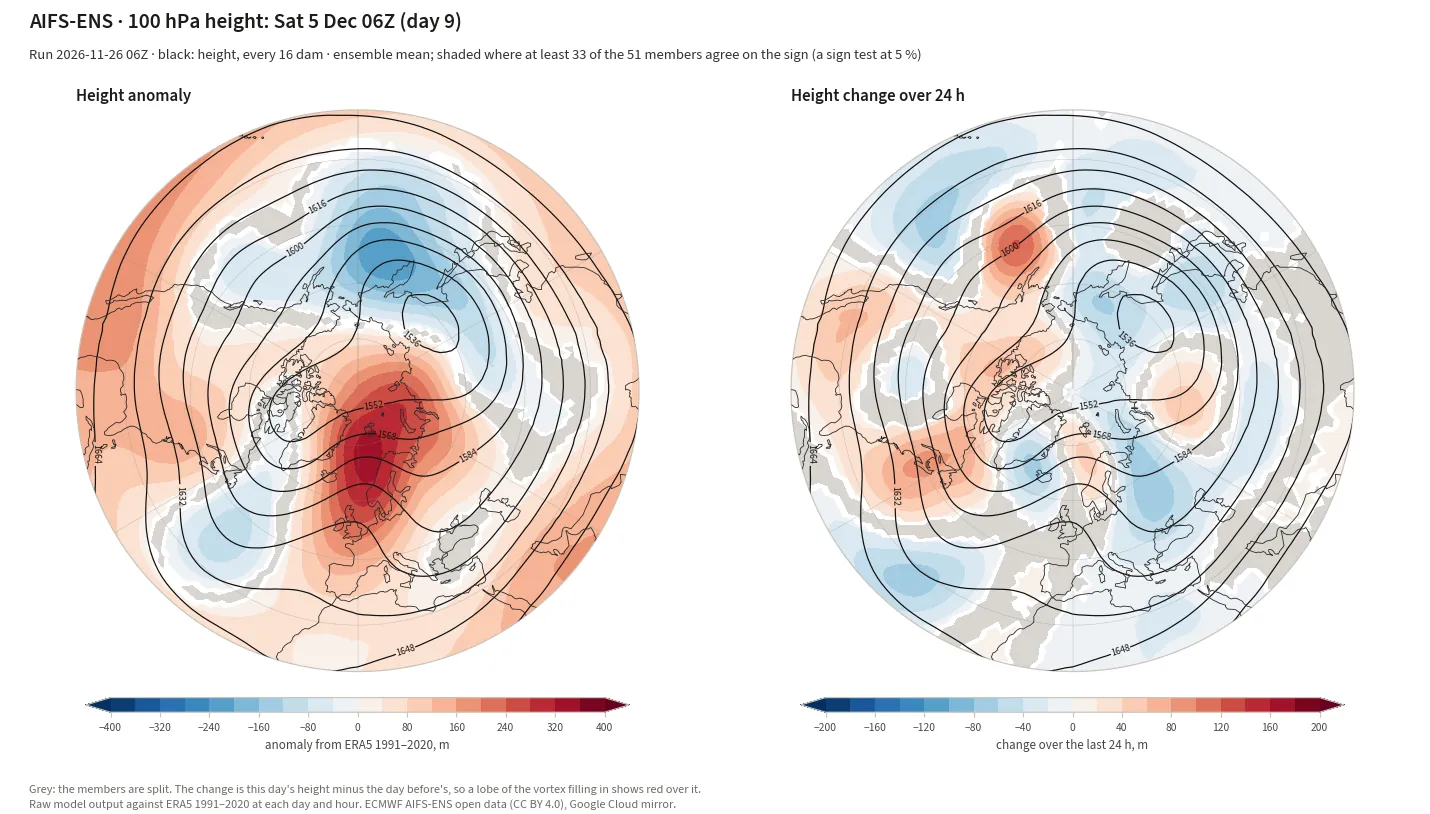 AIFS-ENS · 100 hPa height: Sat 5 Dec 06Z (day 9)
Run 2026-11-26 06Z · black: height, every 16 dam · ensemble mean; shaded where at least 33 of the 51 members agree on the sign (a sign test at 5 %)
Height anomaly
Height change over 24 h
1616
1600
1536
1552
1568
1584
1664
1632
1648
1616
1600
1536
1552
1568
1584
1664
1632
1648
−400 −320 −240 −160 −80 0 80 160 240 320 400
anomaly from ERA5 1991–2020, m
−200 −160 −120 −80 −40 0 40 80 120 160 200
change over the last 24 h, m
Grey: the members are split. The change is this day's height minus the day before's, so a lobe of the vortex filling in shows red over it.
Raw model output against ERA5 1991–2020 at each day and hour. ECMWF AIFS-ENS open data (CC BY 4.0), Google Cloud mirror.